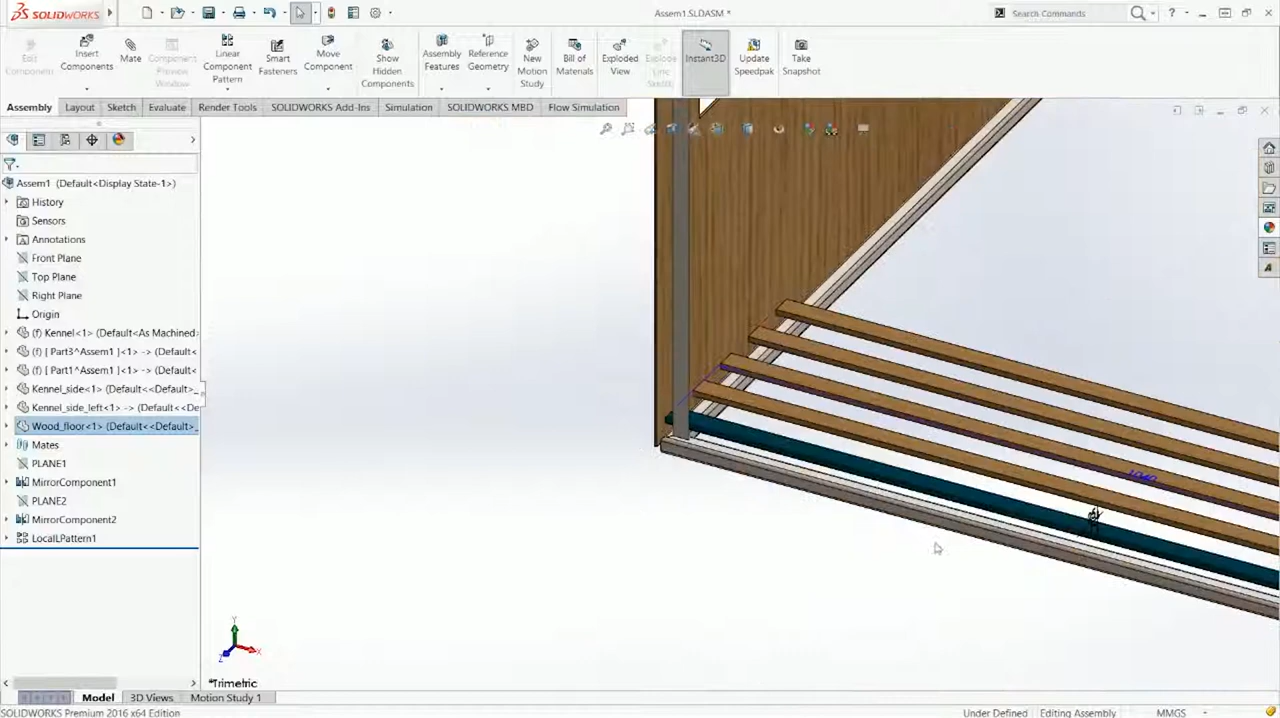 SOLIDWORKS
Assem1.SLDASM *
Search Commands
Edit Component
Insert Components
Mate
Component Preview Window
Linear Component Pattern
Smart Fasteners
Move Component
Show Hidden Components
Assembly Features
Reference Geometry
New Motion Study
Bill of Materials
Exploded View
Explode Line Sketch
Instant3D
Update Speedpak
Take Snapshot
Assembly Layout Sketch Evaluate Render Tools SOLIDWORKS Add-Ins Simulation SOLIDWORKS MBD Flow Simulation
Assem1 (Default<Display State-1>)
History
Sensors
Annotations
Front Plane
Top Plane
Right Plane
Origin
(f) Kennel<1> (Default<As Machined>
(f) [ Part3^Assem1 ]<1> -> (Default<
(f) [ Part1^Assem1 ]<1> -> (Default<
Kennel_side<1> (Default<<Default>_
Kennel_side_left<1> -> (Default<<De
Wood_floor<1> (Default<<Default>_
Mates
PLANE1
MirrorComponent1
PLANE2
MirrorComponent2
LocalLPattern1
1040
Y
X
Z
*Trimetric
Model 3D Views Motion Study 1
SOLIDWORKS Premium 2016 x64 Edition
Under Defined Editing Assembly MMGS